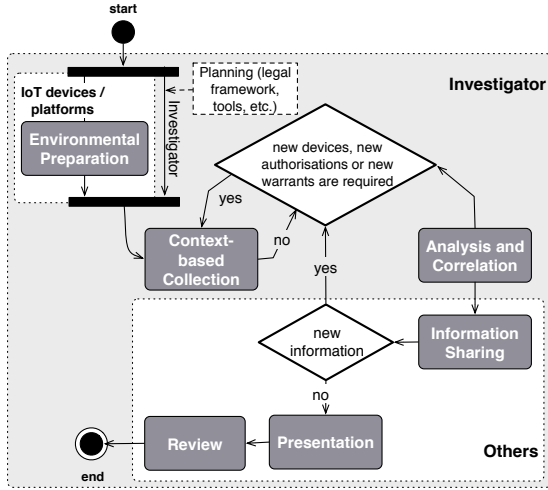 start
Planning (legal
framework,
tools, etc.)
Investigator
IoT devices /
platforms
Environmental
Preparation
Investigator
new devices, new
authorisations or new
warrants are required
yes
no
Context-
based
Collection
Analysis and
Correlation
yes
new
information
Information
Sharing
no
Review
Presentation
Others
end